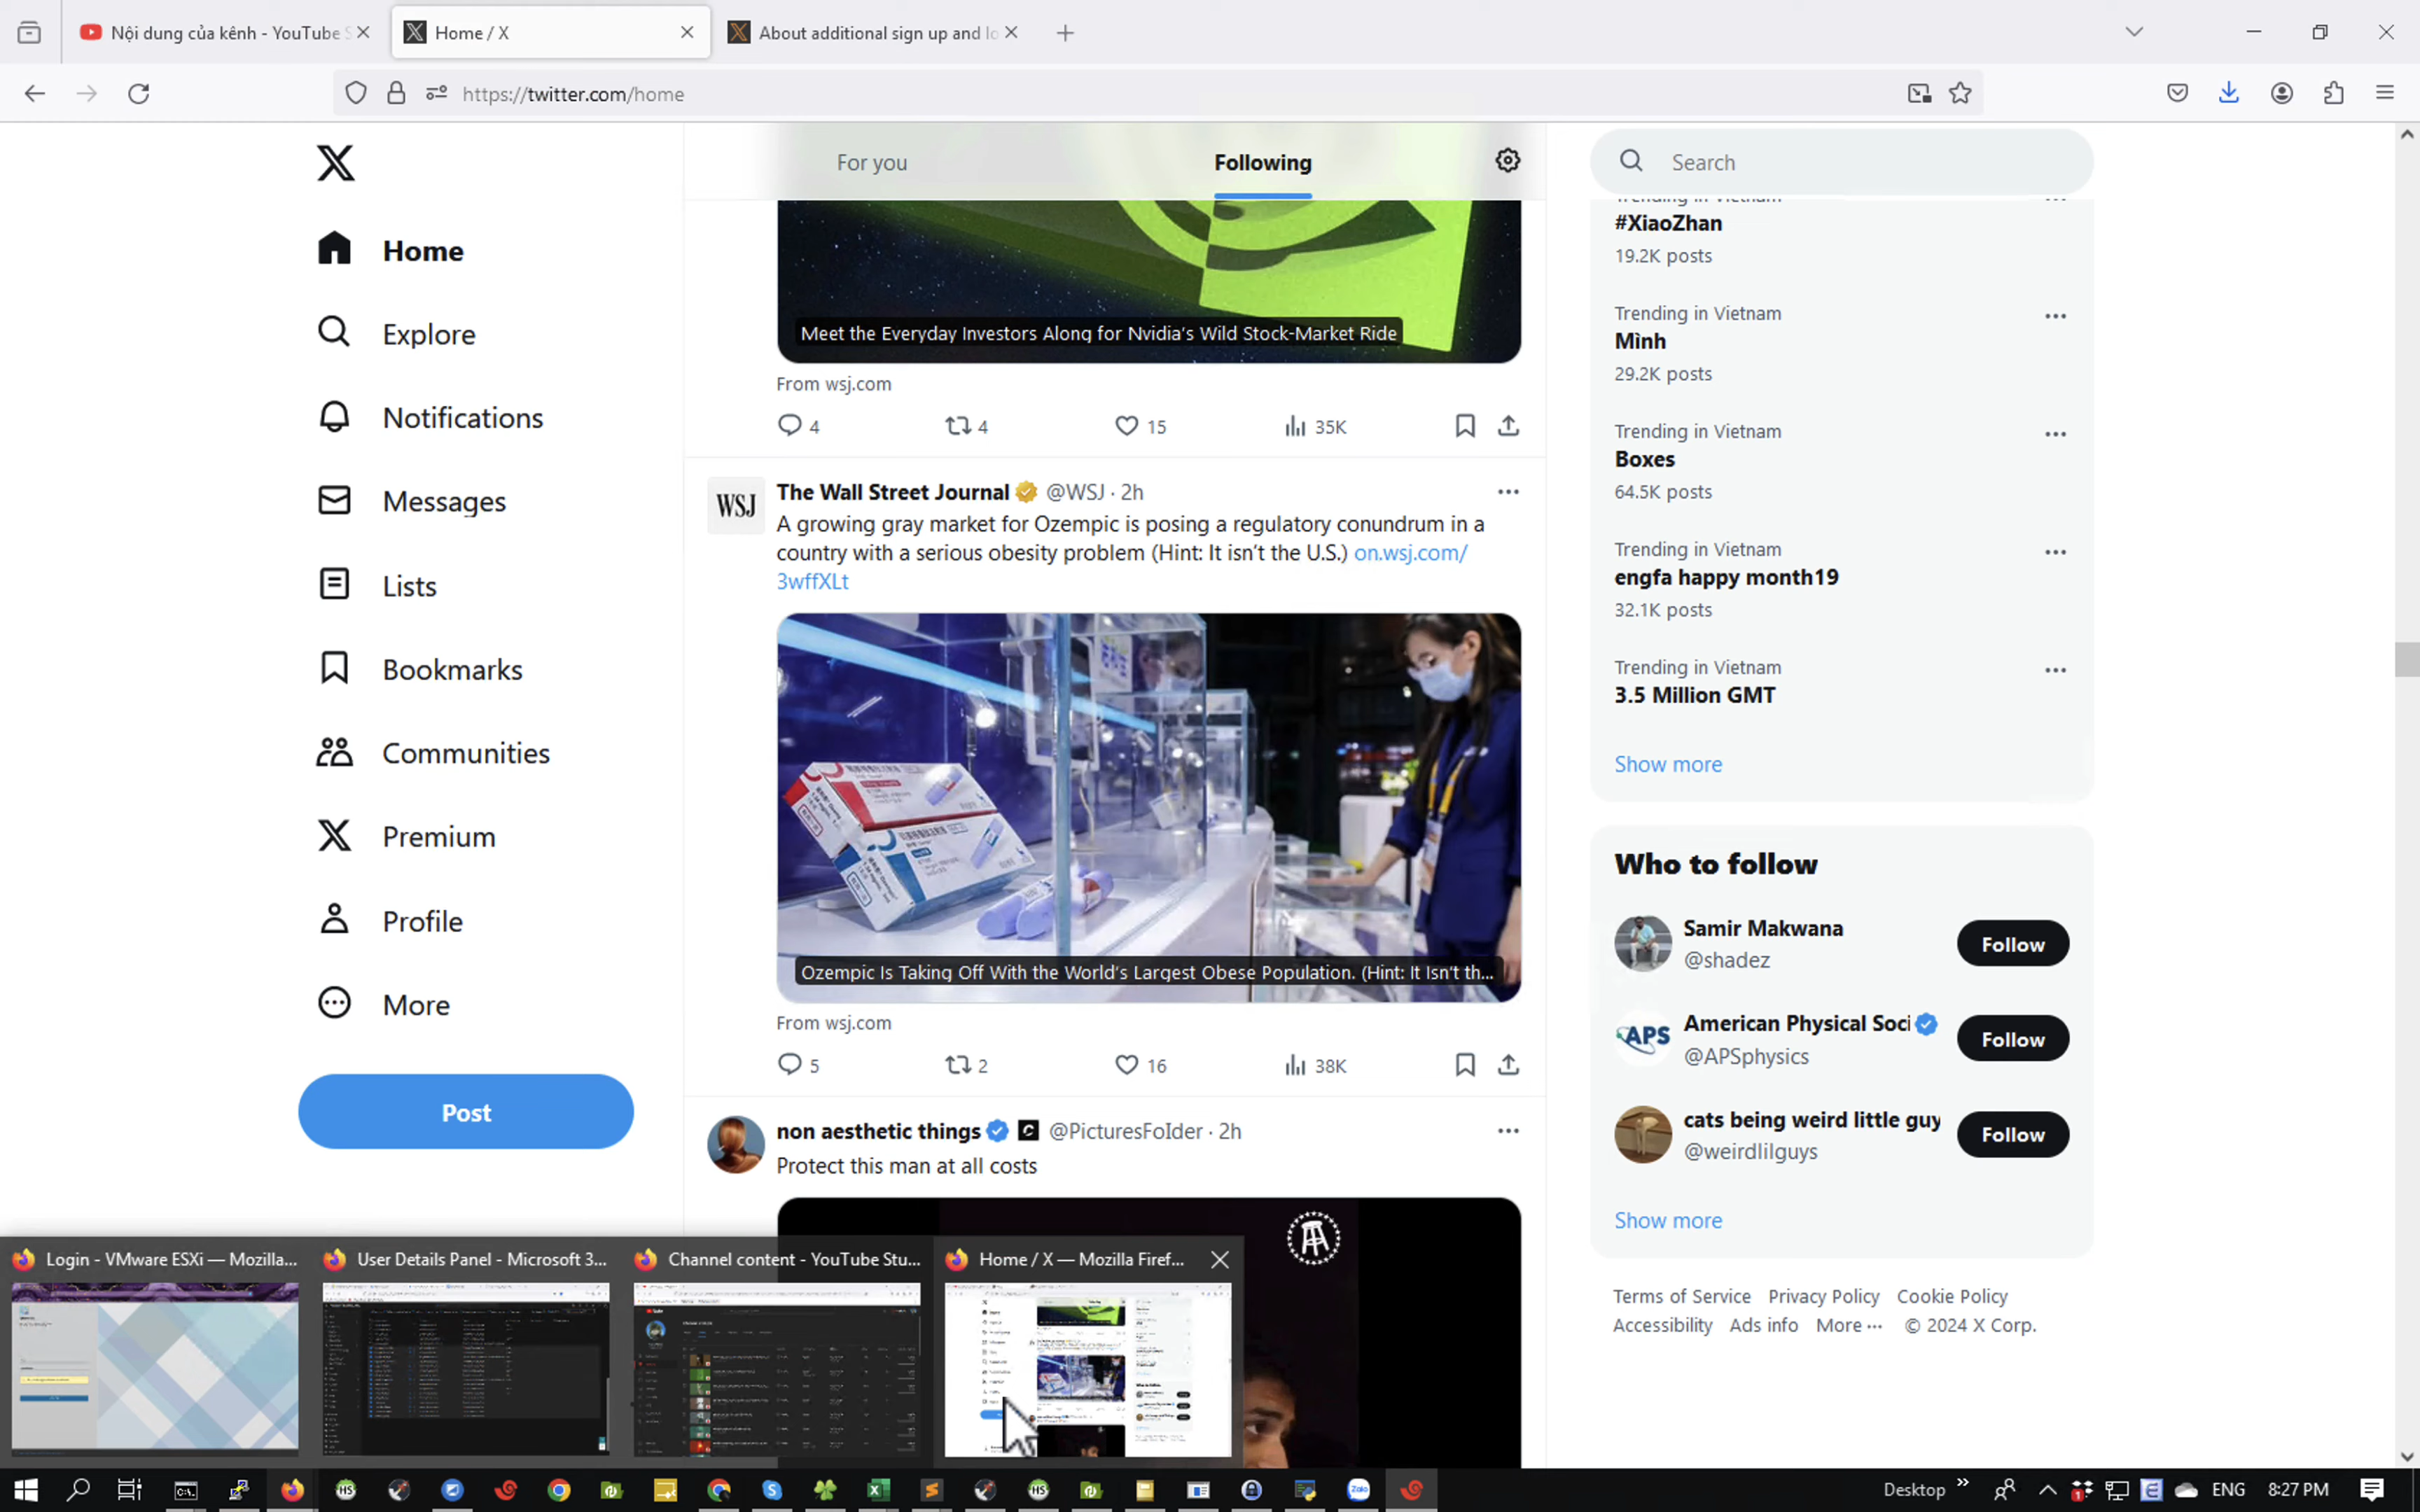 Nội dung của kênh - YouTube S
Home / X
About additional sign up and lo
https://twitter.com/home
For you
Following
Search
Home
Explore
Notifications
Messages
Lists
Bookmarks
Communities
Premium
Profile
More
Post
Meet the Everyday Investors Along for Nvidia's Wild Stock-Market Ride
From wsj.com
4 4 15 35K
WSJ
The Wall Street Journal @WSJ · 2h
A growing gray market for Ozempic is posing a regulatory conundrum in a
country with a serious obesity problem (Hint: It isn't the U.S.) on.wsj.com/
3wffXLt
Ozempic Is Taking Off With the World's Largest Obese Population. (Hint: It Isn't th...
From wsj.com
5 2 16 38K
non aesthetic things @PicturesFoIder · 2h
Protect this man at all costs
Trending in Vietnam
#XiaoZhan
19.2K posts
Trending in Vietnam
Mình
29.2K posts
Trending in Vietnam
Boxes
64.5K posts
Trending in Vietnam
engfa happy month19
32.1K posts
Trending in Vietnam
3.5 Million GMT
Show more
Who to follow
Samir Makwana
@shadez
Follow
APS
American Physical Soci
@APSphysics
Follow
cats being weird little guy
@weirdlilguys
Follow
Show more
Terms of Service Privacy Policy Cookie Policy
Accessibility Ads info More ··· © 2024 X Corp.
Login - VMware ESXi — Mozilla...
User Details Panel - Microsoft 3...
Channel content - YouTube Stu...
Home / X — Mozilla Firef...
Desktop
ENG
8:27 PM